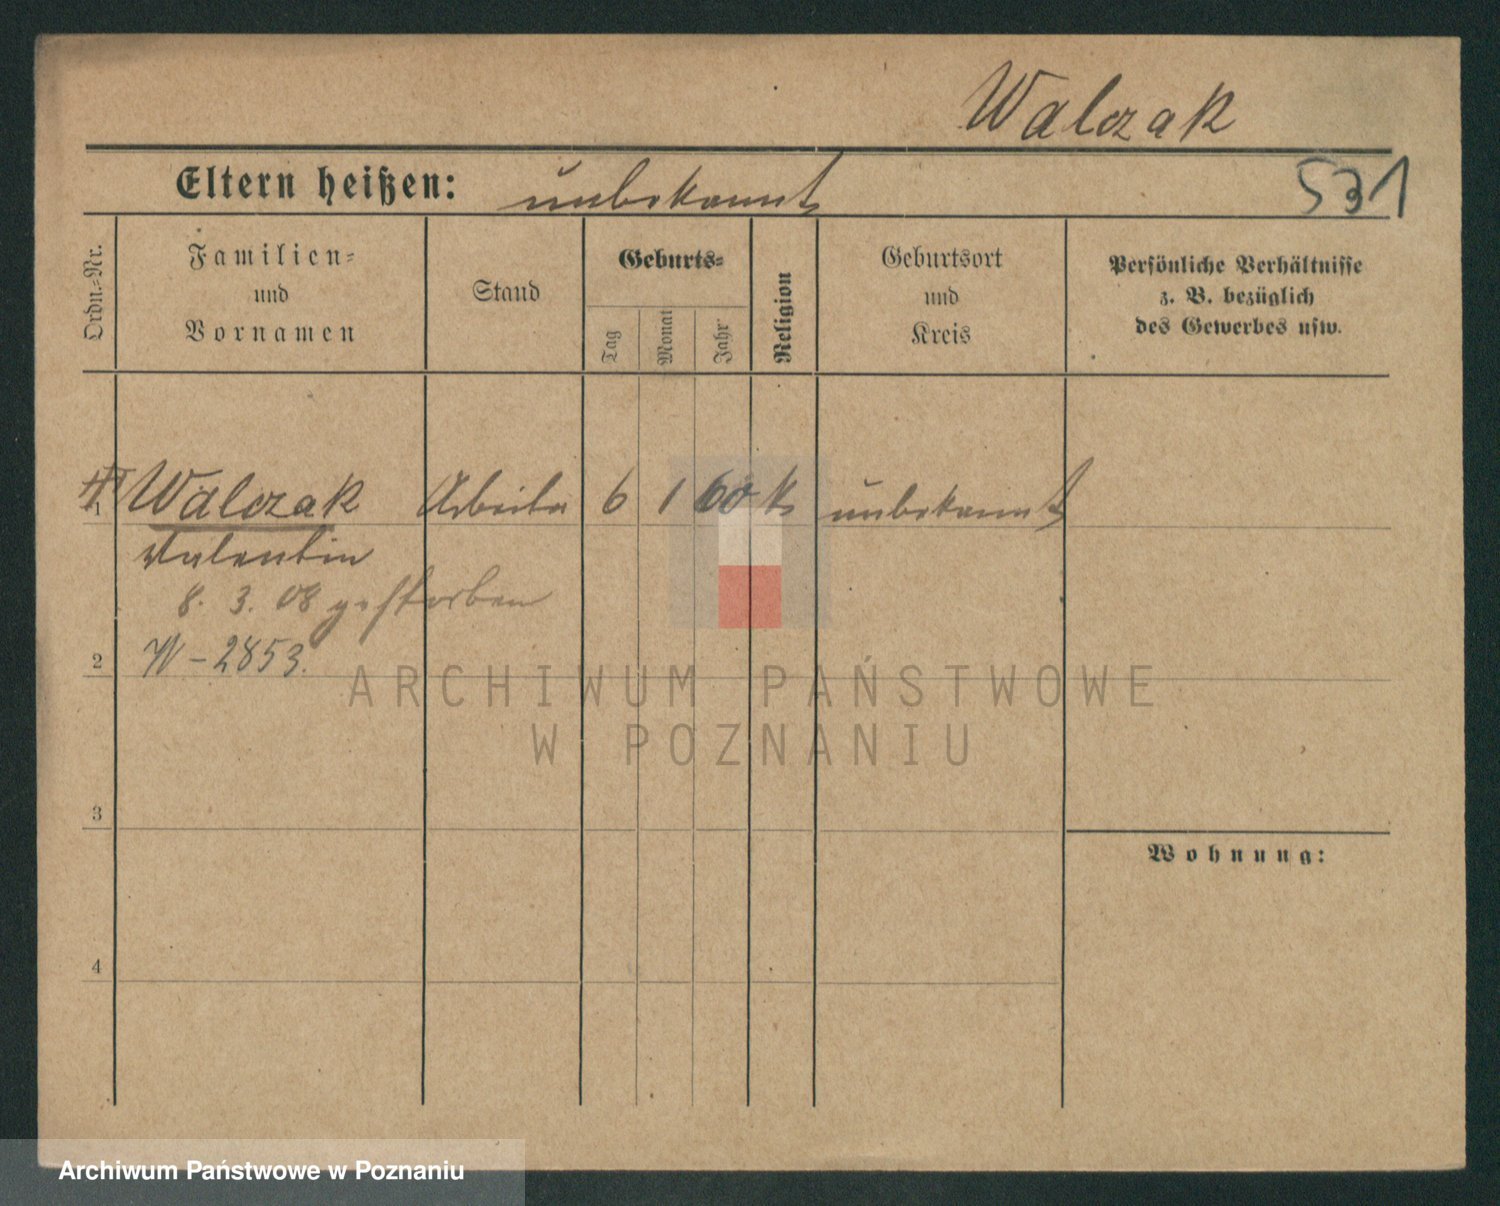 Walczak
Eltern heißen: unbekannt
531
Ordn.-Nr.
Familien-
und
Vornamen
Stand
Geburts-
Tag
Monat
Jahr
Religion
Geburtsort
und
Kreis
Persönliche Verhältnisse
z. B. bezüglich
des Gewerbes usw.
1 Walczak Arbeiter 6 1 60 k. unbekannt
Valentin
8. 3. 08 gestorben
2 W-2853.
ARCHIWUM PAŃSTWOWE
W POZNANIU
3
Wohnung:
4
Archiwum Państwowe w Poznaniu